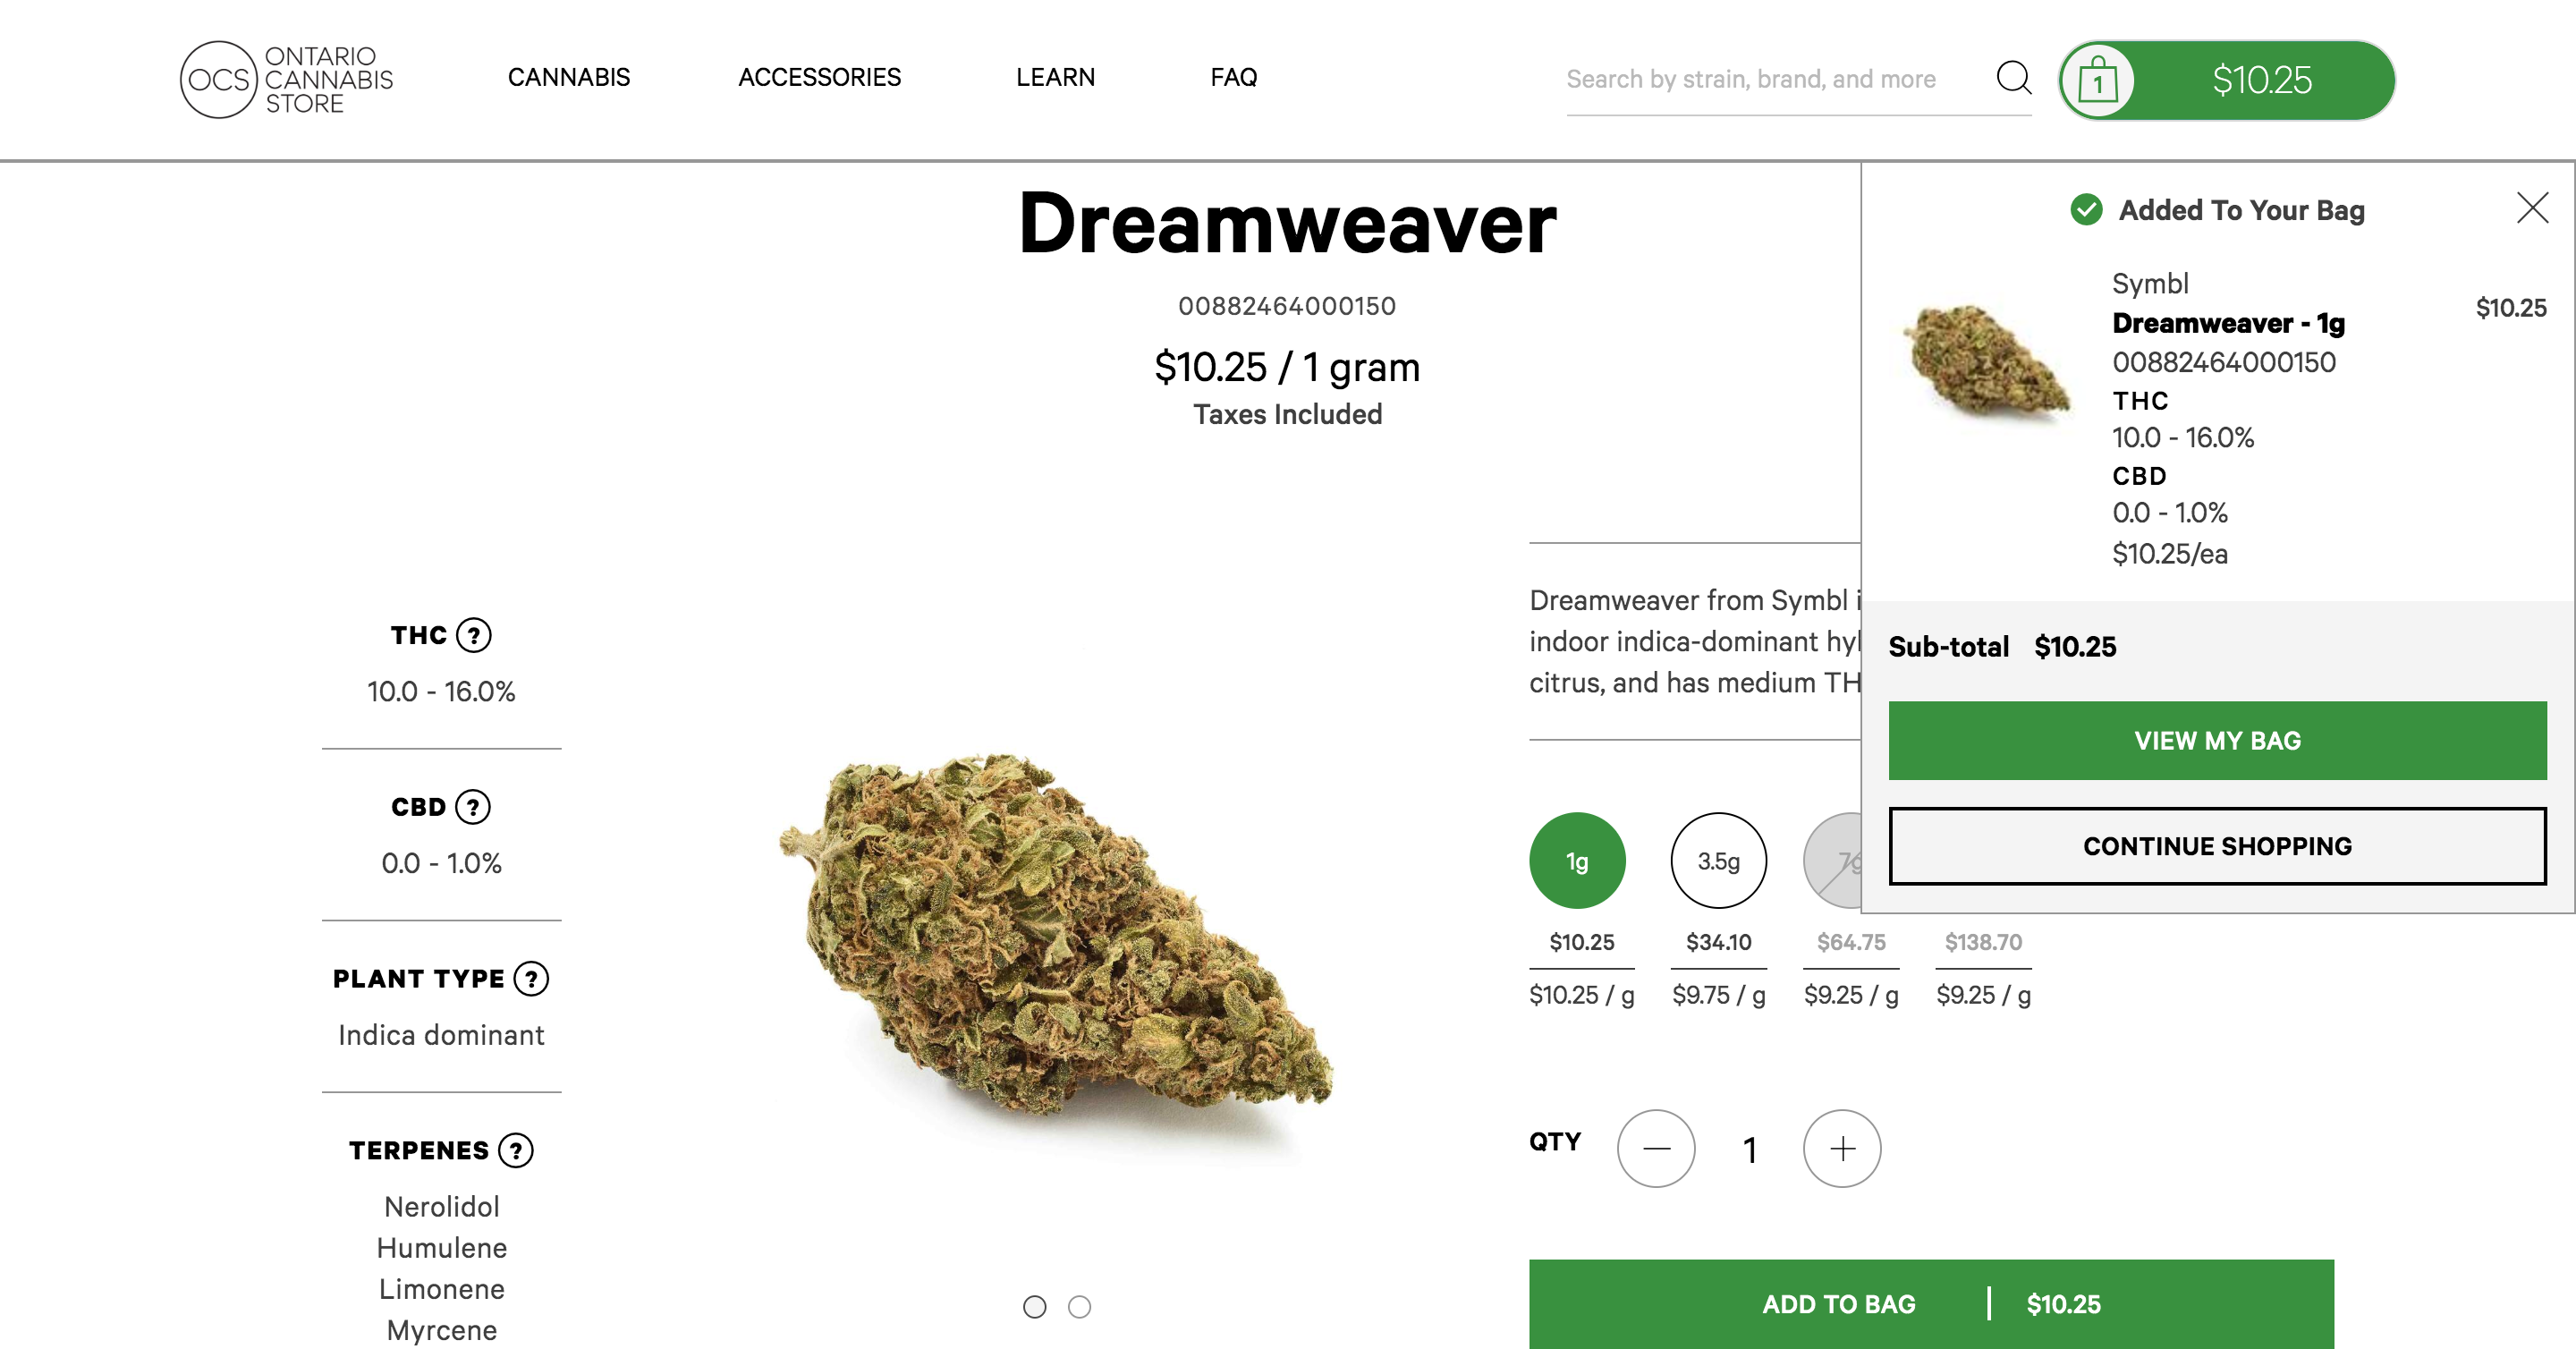 OCS ONTARIO
CANNABIS
STORE
CANNABIS
ACCESSORIES
LEARN
FAQ
Search by strain, brand, and more
1
$10.25
Dreamweaver
00882464000150
$10.25 / 1 gram
Taxes Included
Added To Your Bag
Symbl
Dreamweaver - 1g
$10.25
00882464000150
THC
10.0 - 16.0%
CBD
0.0 - 1.0%
$10.25/ea
Sub-total $10.25
VIEW MY BAG
CONTINUE SHOPPING
THC ?
10.0 - 16.0%
CBD ?
0.0 - 1.0%
PLANT TYPE ?
Indica dominant
TERPENES ?
Nerolidol
Humulene
Limonene
Myrcene
Dreamweaver from Symbl
indoor indica-dominant
citrus, and has medium
1g 3.5g 7g
$10.25 $34.10 $64.75 $138.70
$10.25 / g $9.75 / g $9.25 / g $9.25 / g
QTY 1
ADD TO BAG | $10.25